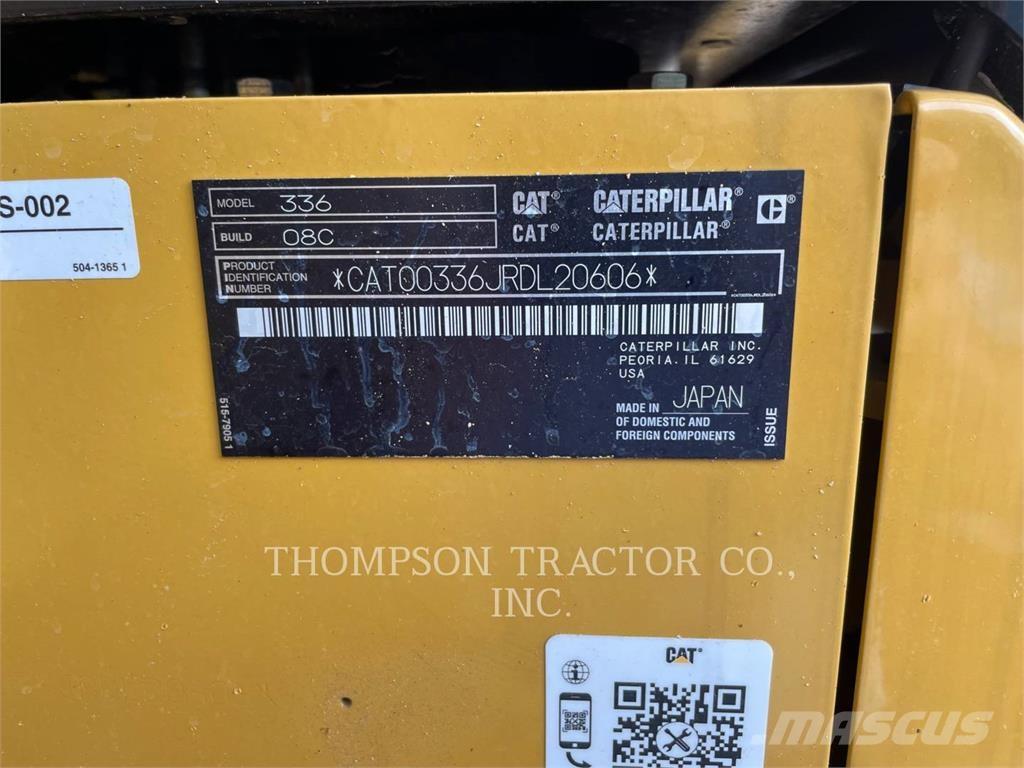 S-002
504-1365 1
MODEL 336
BUILD 08C
CAT® CATERPILLAR®
CAT® CATERPILLAR®
PRODUCT
IDENTIFICATION
NUMBER
*CAT00336JRDL20606*
CATERPILLAR INC.
PEORIA, IL 61629
USA
MADE IN JAPAN
OF DOMESTIC AND
FOREIGN COMPONENTS
ISSUE
515-7905 1
THOMPSON TRACTOR CO.,
INC.
CAT®
MASCUS